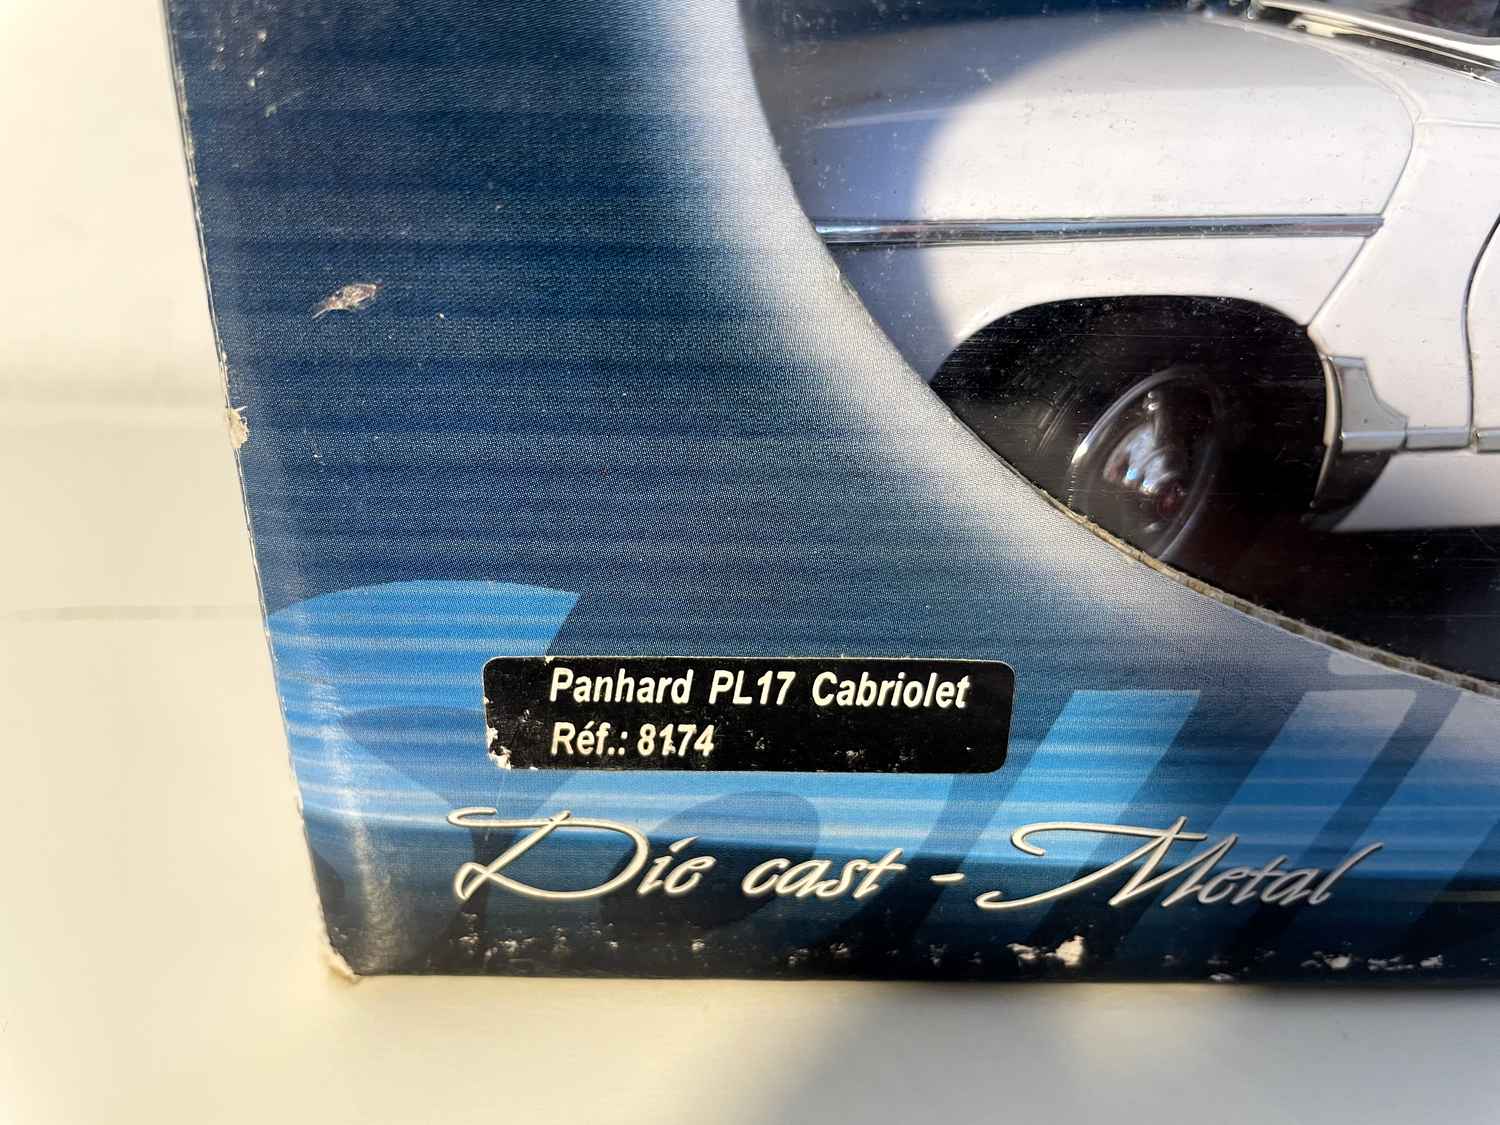 Panhard PL17 Cabriolet
Réf.: 8174
Die cast - Metal